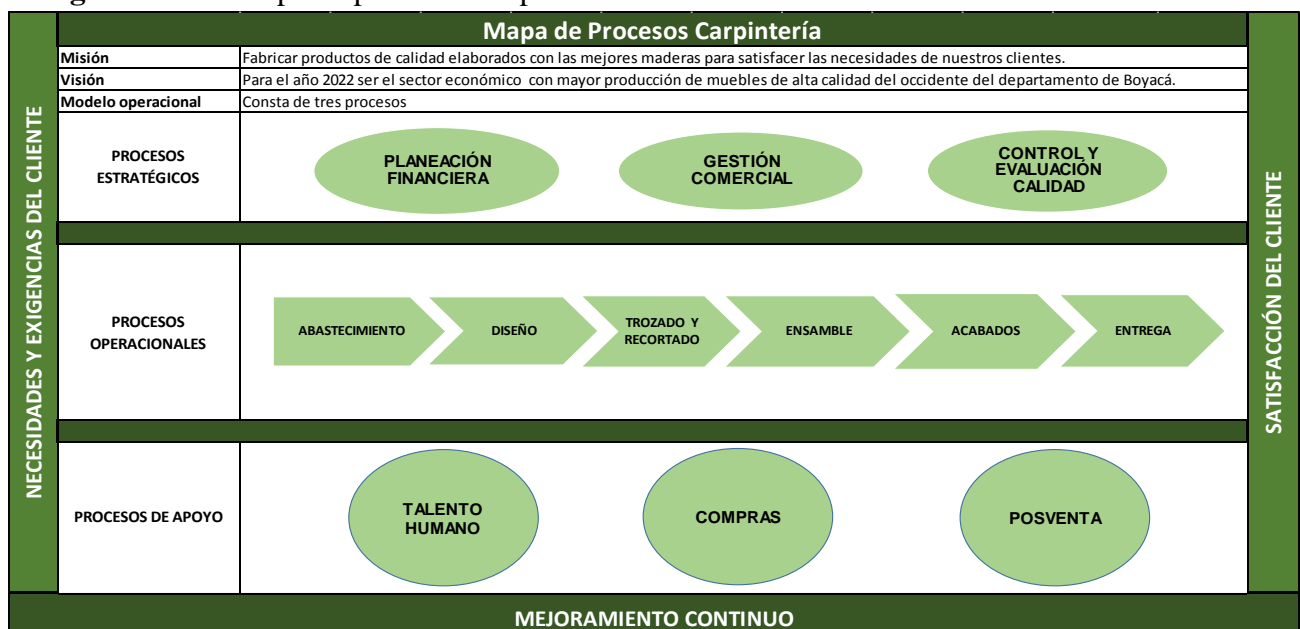 Mapa de Procesos Carpintería
Misión
Fabricar productos de calidad elaborados con las mejores maderas para satisfacer las necesidades de nuestros clientes.
Visión
Para el año 2022 ser el sector económico con mayor producción de muebles de alta calidad del occidente del departamento de Boyacá.
Modelo operacional
Consta de tres procesos
NECESIDADES Y EXIGENCIAS DEL CLIENTE
PROCESOS
ESTRATÉGICOS
PLANEACIÓN
FINANCIERA
GESTIÓN
COMERCIAL
CONTROL Y
EVALUACIÓN
CALIDAD
PROCESOS
OPERACIONALES
ABASTECIMIENTO
DISEÑO
TROZADO Y
RECORTADO
ENSAMBLE
ACABADOS
ENTREGA
PROCESOS DE APOYO
TALENTO
HUMANO
COMPRAS
POSVENTA
SATISFACCIÓN DEL CLIENTE
MEJORAMIENTO CONTINUO